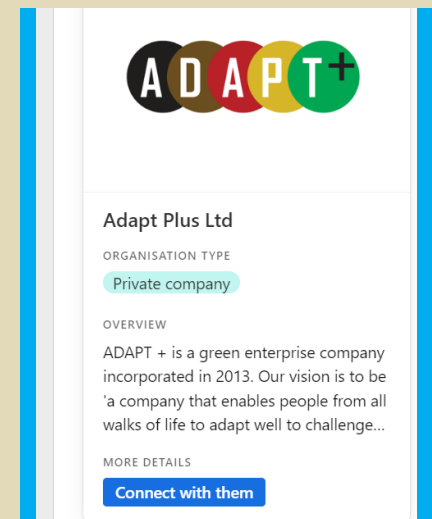 ADAPT+
Adapt Plus Ltd
ORGANISATION TYPE
Private company
OVERVIEW
ADAPT + is a green enterprise company
incorporated in 2013. Our vision is to be
'a company that enables people from all
walks of life to adapt well to challenge...
MORE DETAILS
Connect with them